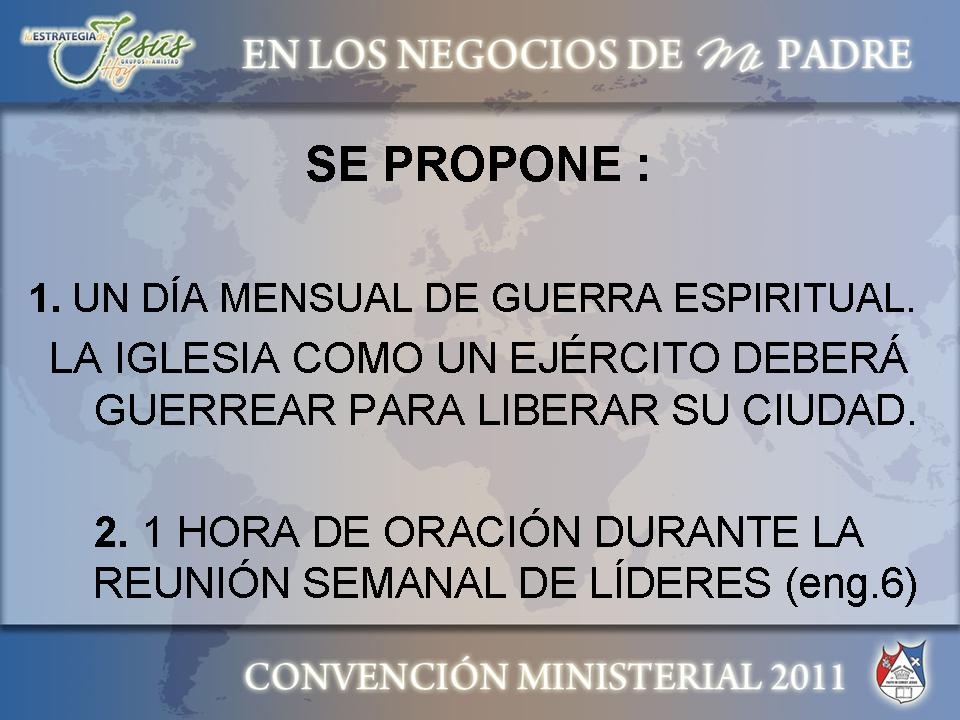 la ESTRATEGIA de
Jesús
GRUPOS de AMISTAD
Hoy
EN LOS NEGOCIOS DE Mi PADRE
SE PROPONE :
1. UN DÍA MENSUAL DE GUERRA ESPIRITUAL.
LA IGLESIA COMO UN EJÉRCITO DEBERÁ
GUERREAR PARA LIBERAR SU CIUDAD.
2. 1 HORA DE ORACIÓN DURANTE LA
REUNIÓN SEMANAL DE LÍDERES (eng.6)
CONVENCIÓN MINISTERIAL 2011